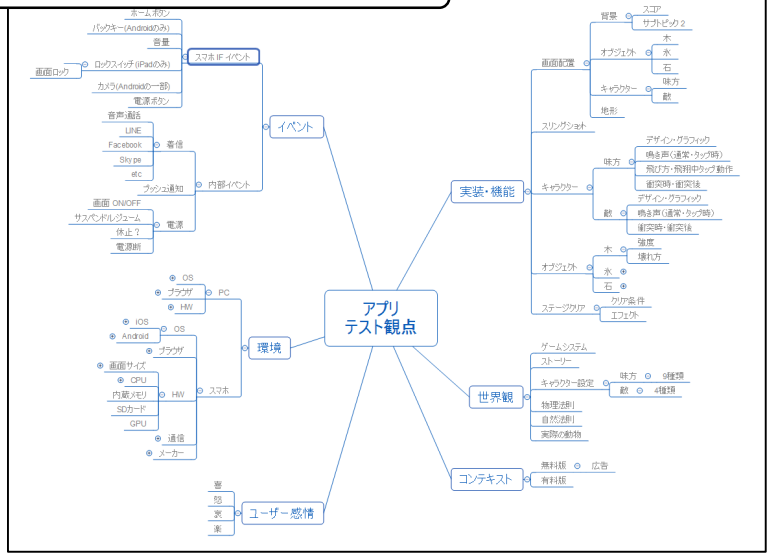 ホームボタン
バックキー(Androidのみ)
音量
スマホ IF イベント
ロックスイッチ(iPadのみ)
画面ロック
カメラ(Androidの一部)
電源ボタン
イベント
音声通話
LINE
Facebook
着信
Skype
etc
プッシュ通知
内部イベント
画面 ON/OFF
サスペンド/レジューム
電源
休止？
電源断
アプリ
テスト観点
OS
ブラウザ
PC
HW
環境
iOS
OS
Android
ブラウザ
スマホ
画面サイズ
CPU
内蔵メモリ
HW
SDカード
GPU
通信
メーカー
喜
怒
哀
楽
ユーザー感情
実装・機能
画面配置
背景
スコア
サブトピック 2
オブジェクト
木
氷
石
キャラクター
味方
敵
地形
スリングショット
キャラクター
味方
デザイン・グラフィック
鳴き声（通常・タップ時）
飛び方・飛翔中タップ動作
衝突時・衝突後
敵
デザイン・グラフィック
鳴き声（通常・タップ時）
衝突時・衝突後
オブジェクト
木
強度
壊れ方
氷
石
ステージクリア
クリア条件
エフェクト
世界観
ゲームシステム
ストーリー
キャラクター設定
味方
9種類
敵
4種類
物理法則
自然法則
実際の動物
コンテキスト
無料版
広告
有料版